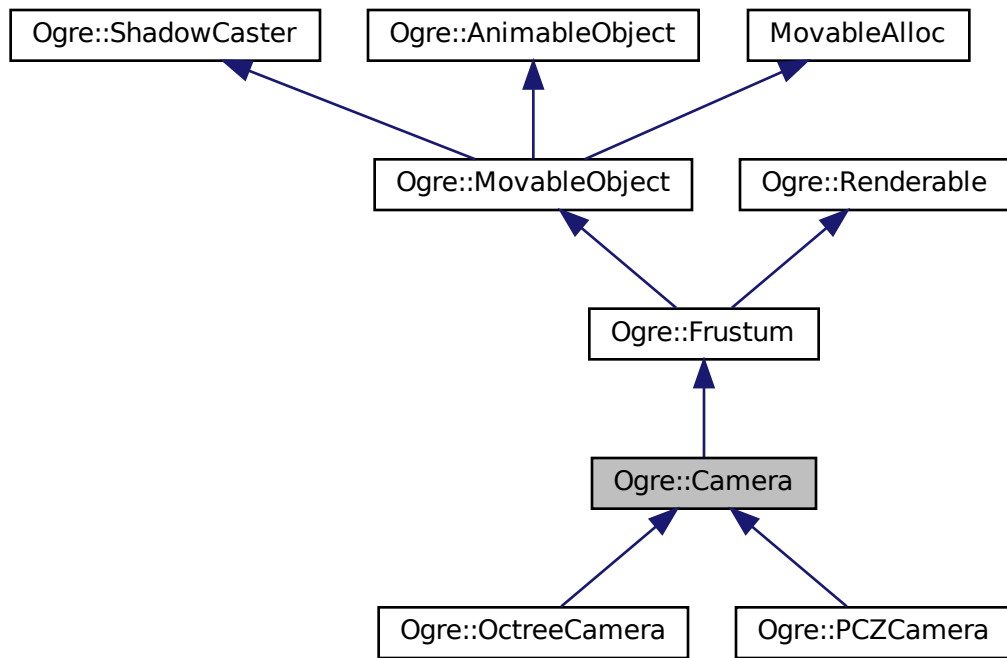 Ogre::ShadowCaster
Ogre::AnimableObject
MovableAlloc
Ogre::MovableObject
Ogre::Renderable
Ogre::Frustum
Ogre::Camera
Ogre::OctreeCamera
Ogre::PCZCamera